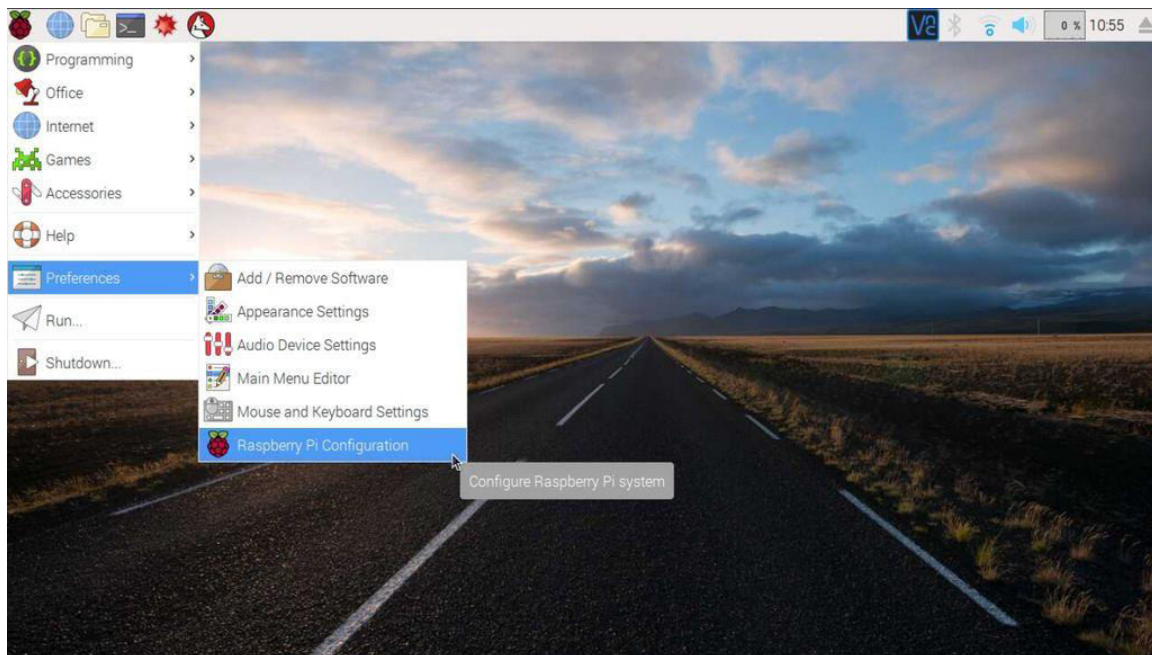 VNC
0 %
10:55
Programming
Office
Internet
Games
Accessories
Help
Preferences
Run...
Shutdown...
Add / Remove Software
Appearance Settings
Audio Device Settings
Main Menu Editor
Mouse and Keyboard Settings
Raspberry Pi Configuration
Configure Raspberry Pi system